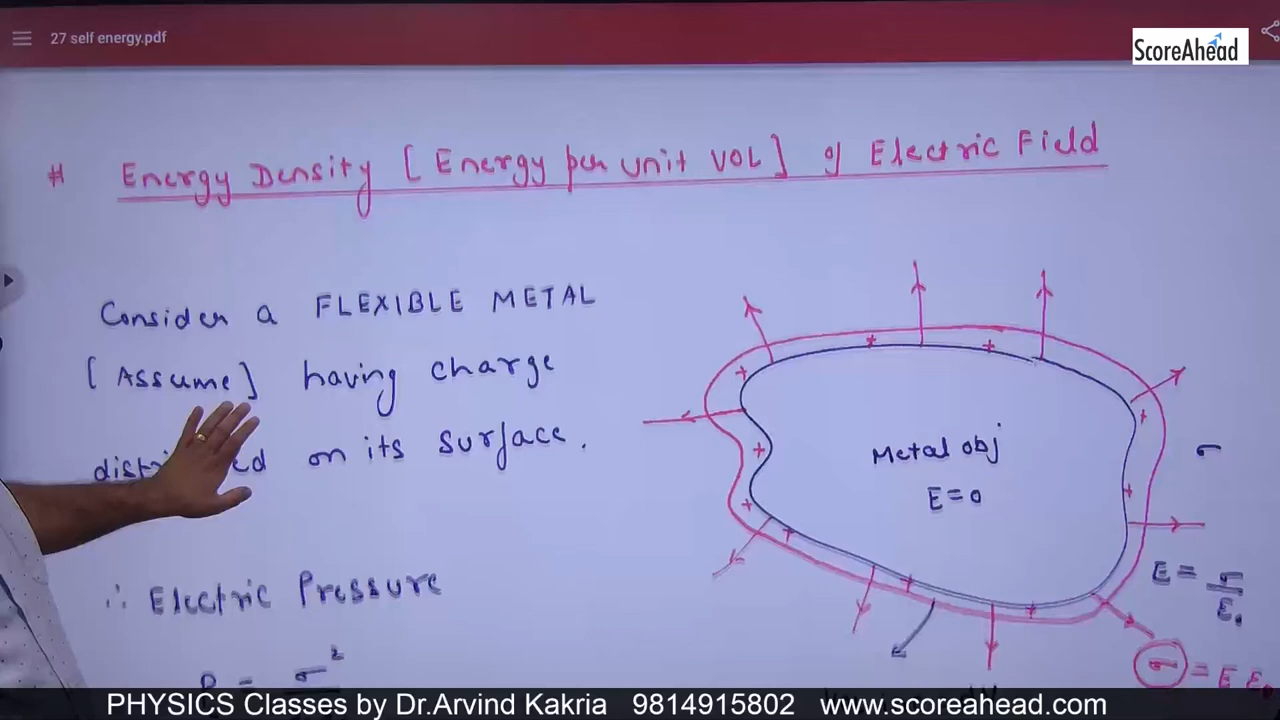 27 self energy.pdf
ScoreAhead
# Energy Density [Energy per unit VOL] of Electric Field
Consider a FLEXIBLE METAL
[Assume] having charge
on its surface.
∴ Electric Pressure
P = σ²
Metal obj
E = 0
σ
E = σ
ε₀
σ = E ε₀
PHYSICS Classes by Dr.Arvind Kakria 9814915802 www.scoreahead.com